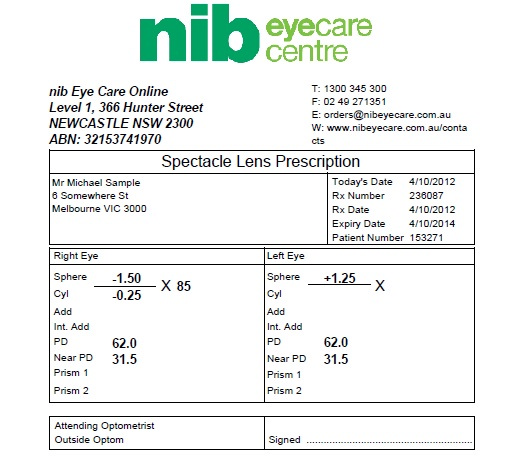 nib eyecare
centre
nib Eye Care Online
Level 1, 366 Hunter Street
NEWCASTLE NSW 2300
ABN: 32153741970
T: 1300 345 300
F: 02 49 271351
E: orders@nibeyecare.com.au
W: www.nibeyecare.com.au/conta
cts
Spectacle Lens Prescription
Mr Michael Sample
6 Somewhere St
Melbourne VIC 3000
Today's Date 4/10/2012
Rx Number 236087
Rx Date 4/10/2012
Expiry Date 4/10/2014
Patient Number 153271
Right Eye
Sphere -1.50
Cyl -0.25 X 85
Add
Int. Add
PD 62.0
Near PD 31.5
Prism 1
Prism 2
Left Eye
Sphere +1.25
Cyl X
Add
Int. Add
PD 62.0
Near PD 31.5
Prism 1
Prism 2
Attending Optometrist
Outside Optom
Signed ............................................................